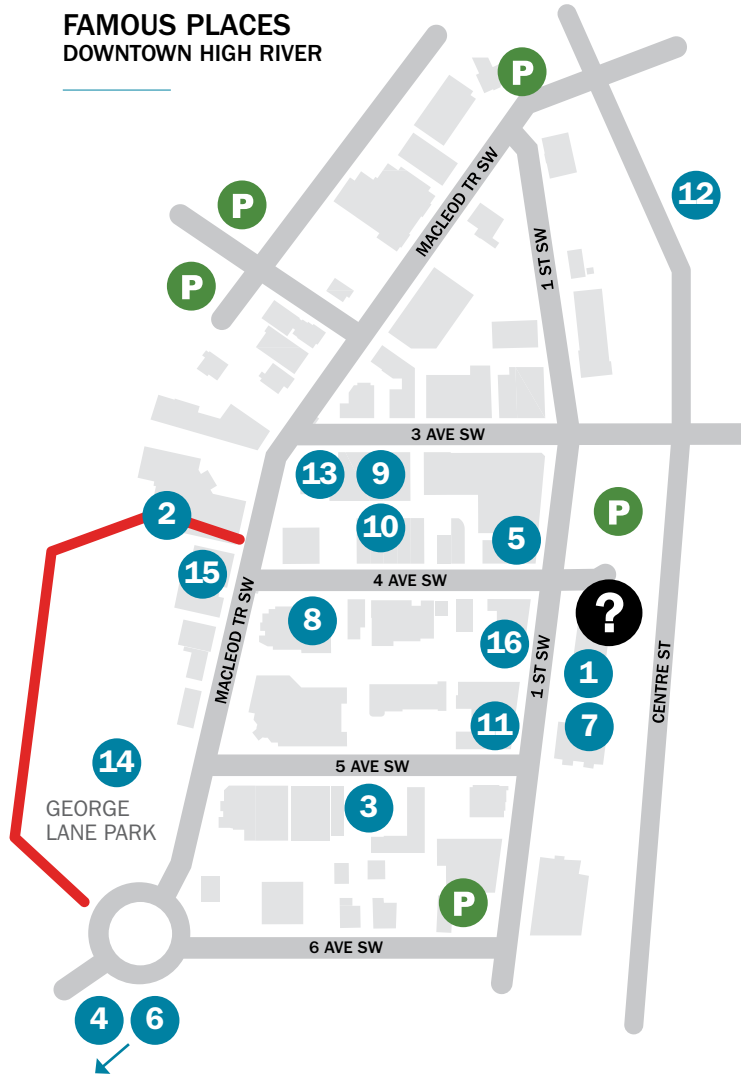 FAMOUS PLACES
DOWNTOWN HIGH RIVER
P
MACLEOD TR SW
12
P
1 ST SW
P
3 AVE SW
13
9
2
10
5
P
15
4 AVE SW
?
8
MACLEOD TR SW
16
1 ST SW
1
CENTRE ST
11
7
14
5 AVE SW
GEORGE
LANE PARK
3
P
6 AVE SW
4
6